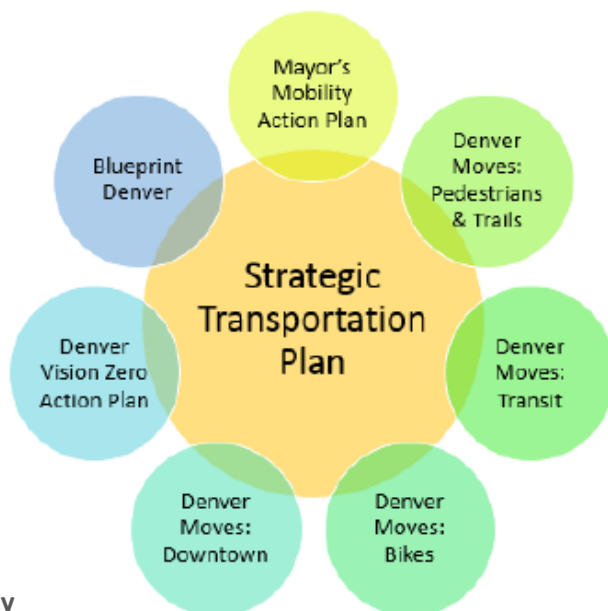 Mayor's
Mobility
Action Plan
Denver
Moves:
Pedestrians
& Trails
Blueprint
Denver
Strategic
Transportation
Plan
Denver
Vision Zero
Action Plan
Denver
Moves:
Transit
Denver
Moves:
Downtown
Denver
Moves:
Bikes
y